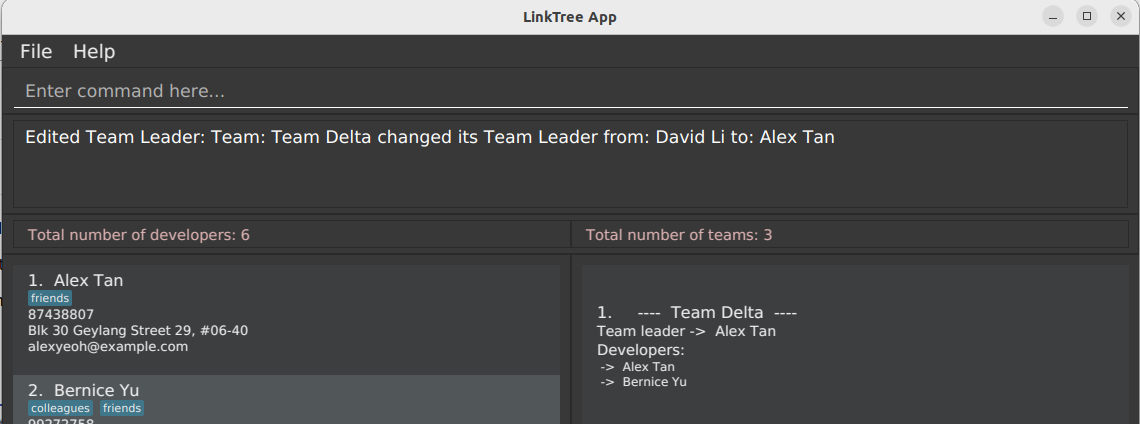 LinkTree App
File Help
Enter command here...
Edited Team Leader: Team: Team Delta changed its Team Leader from: David Li to: Alex Tan
Total number of developers: 6
Total number of teams: 3
1. Alex Tan
friends
87438807
Blk 30 Geylang Street 29, #06-40
alexyeoh@example.com
2. Bernice Yu
colleagues friends
99272758
1. ---- Team Delta ----
Team leader -> Alex Tan
Developers:
-> Alex Tan
-> Bernice Yu